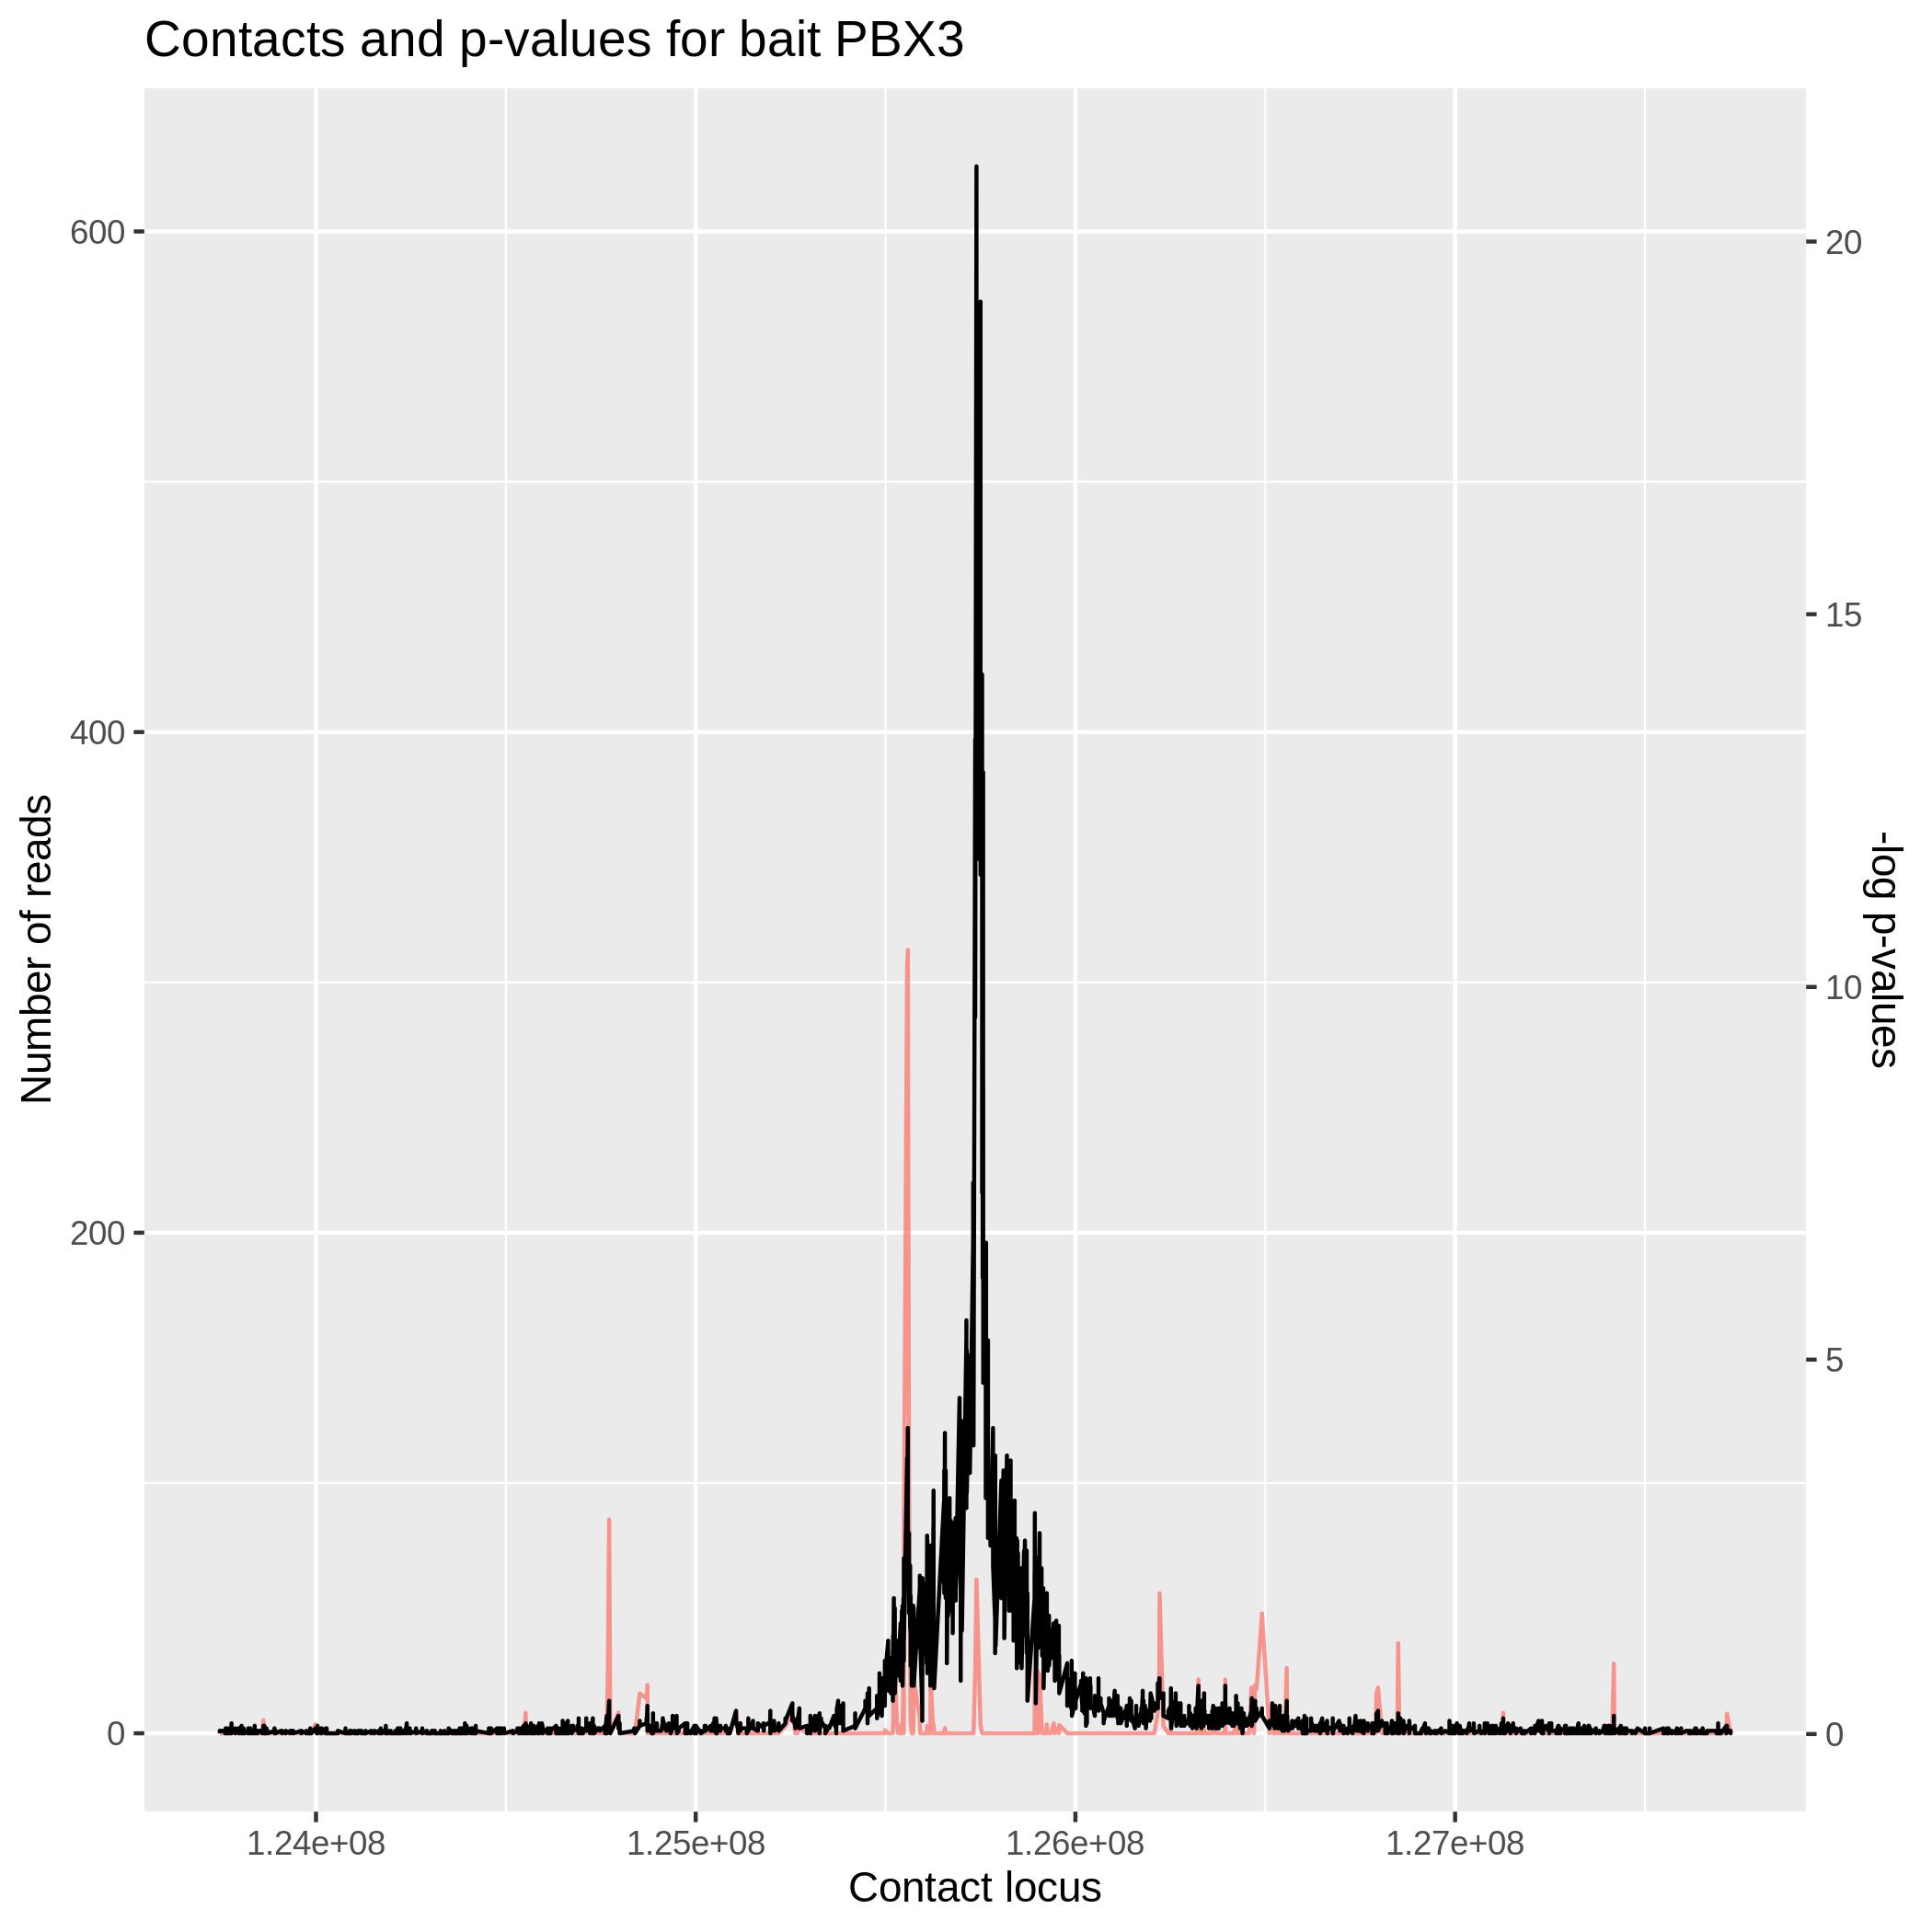 Contacts and p-values for bait PBX3
600
400
200
0
Number of reads
20
15
10
5
0
-log p-values
1.24e+08
1.25e+08
1.26e+08
1.27e+08
Contact locus